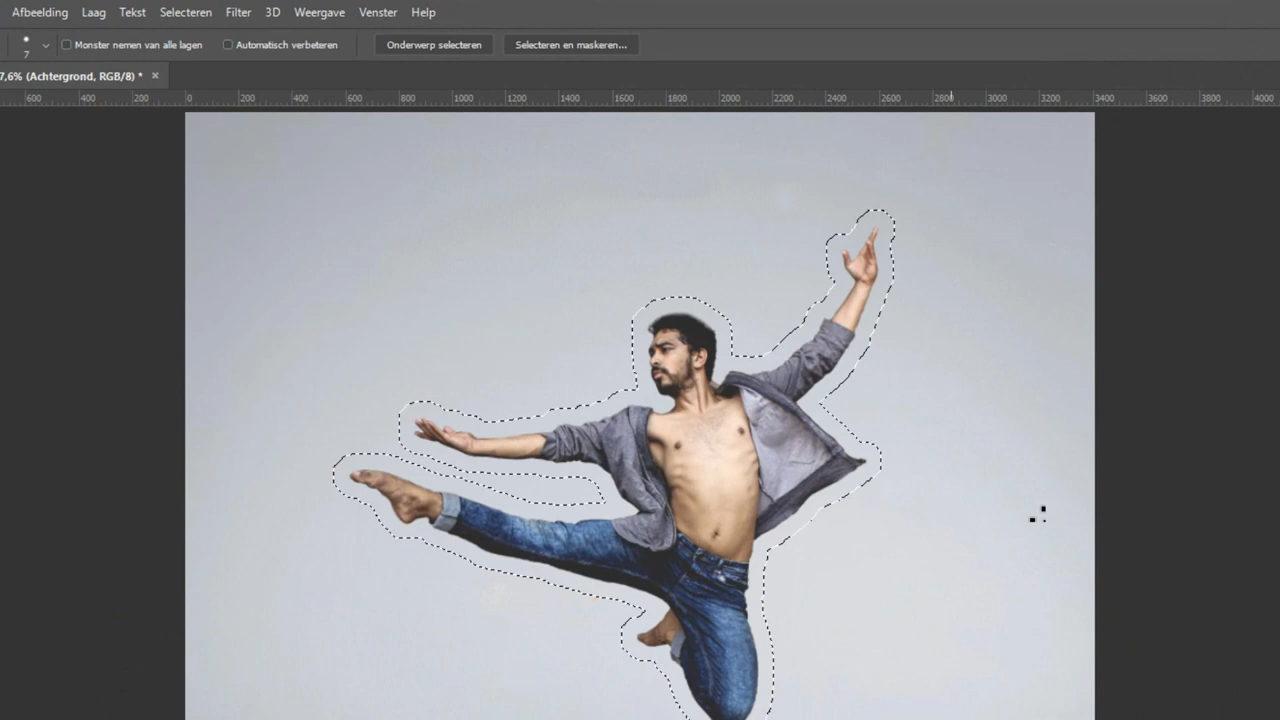 Afbeelding Laag Tekst Selecteren Filter 3D Weergave Venster Help
7 Monster nemen van alle lagen Automatisch verbeteren Onderwerp selecteren Selecteren en maskeren...
7,6% (Achtergrond, RGB/8) * ×
600 400 200 0 200 400 600 800 1000 1200 1400 1600 1800 2000 2200 2400 2600 2800 3000 3200 3400 3600 3800 4000